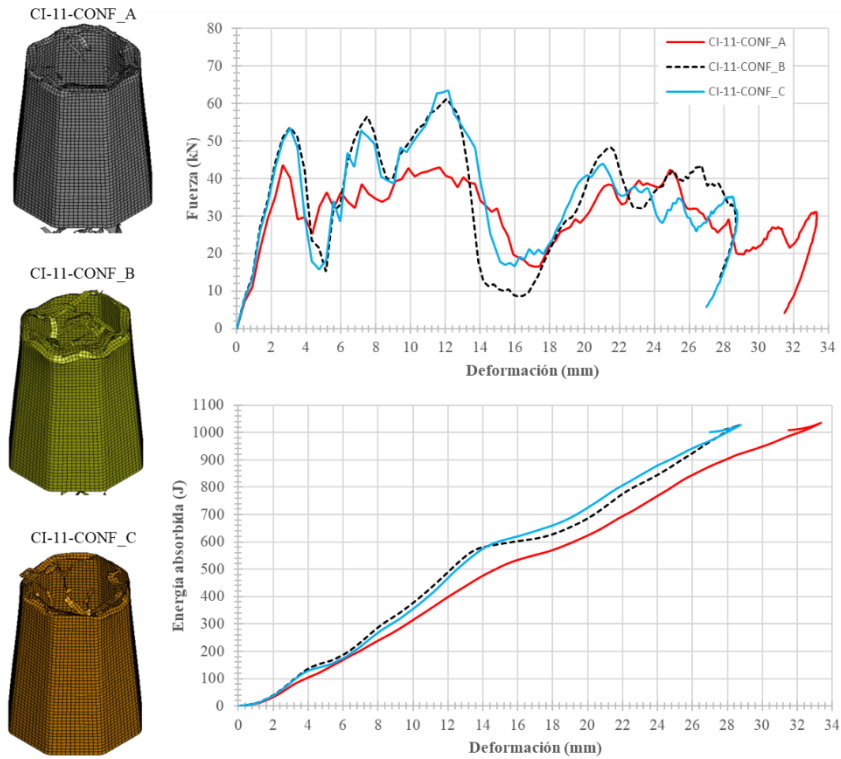 CI-11-CONF_A
CI-11-CONF_B
CI-11-CONF_C
Fuerza (kN)
80
70
60
50
40
30
20
10
0
CI-11-CONF_A
CI-11-CONF_B
CI-11-CONF_C
0 2 4 6 8 10 12 14 16 18 20 22 24 26 28 30 32 34
Deformación (mm)
Energía absorbida (J)
1100
1000
900
800
700
600
500
400
300
200
100
0
0 2 4 6 8 10 12 14 16 18 20 22 24 26 28 30 32 34
Deformación (mm)